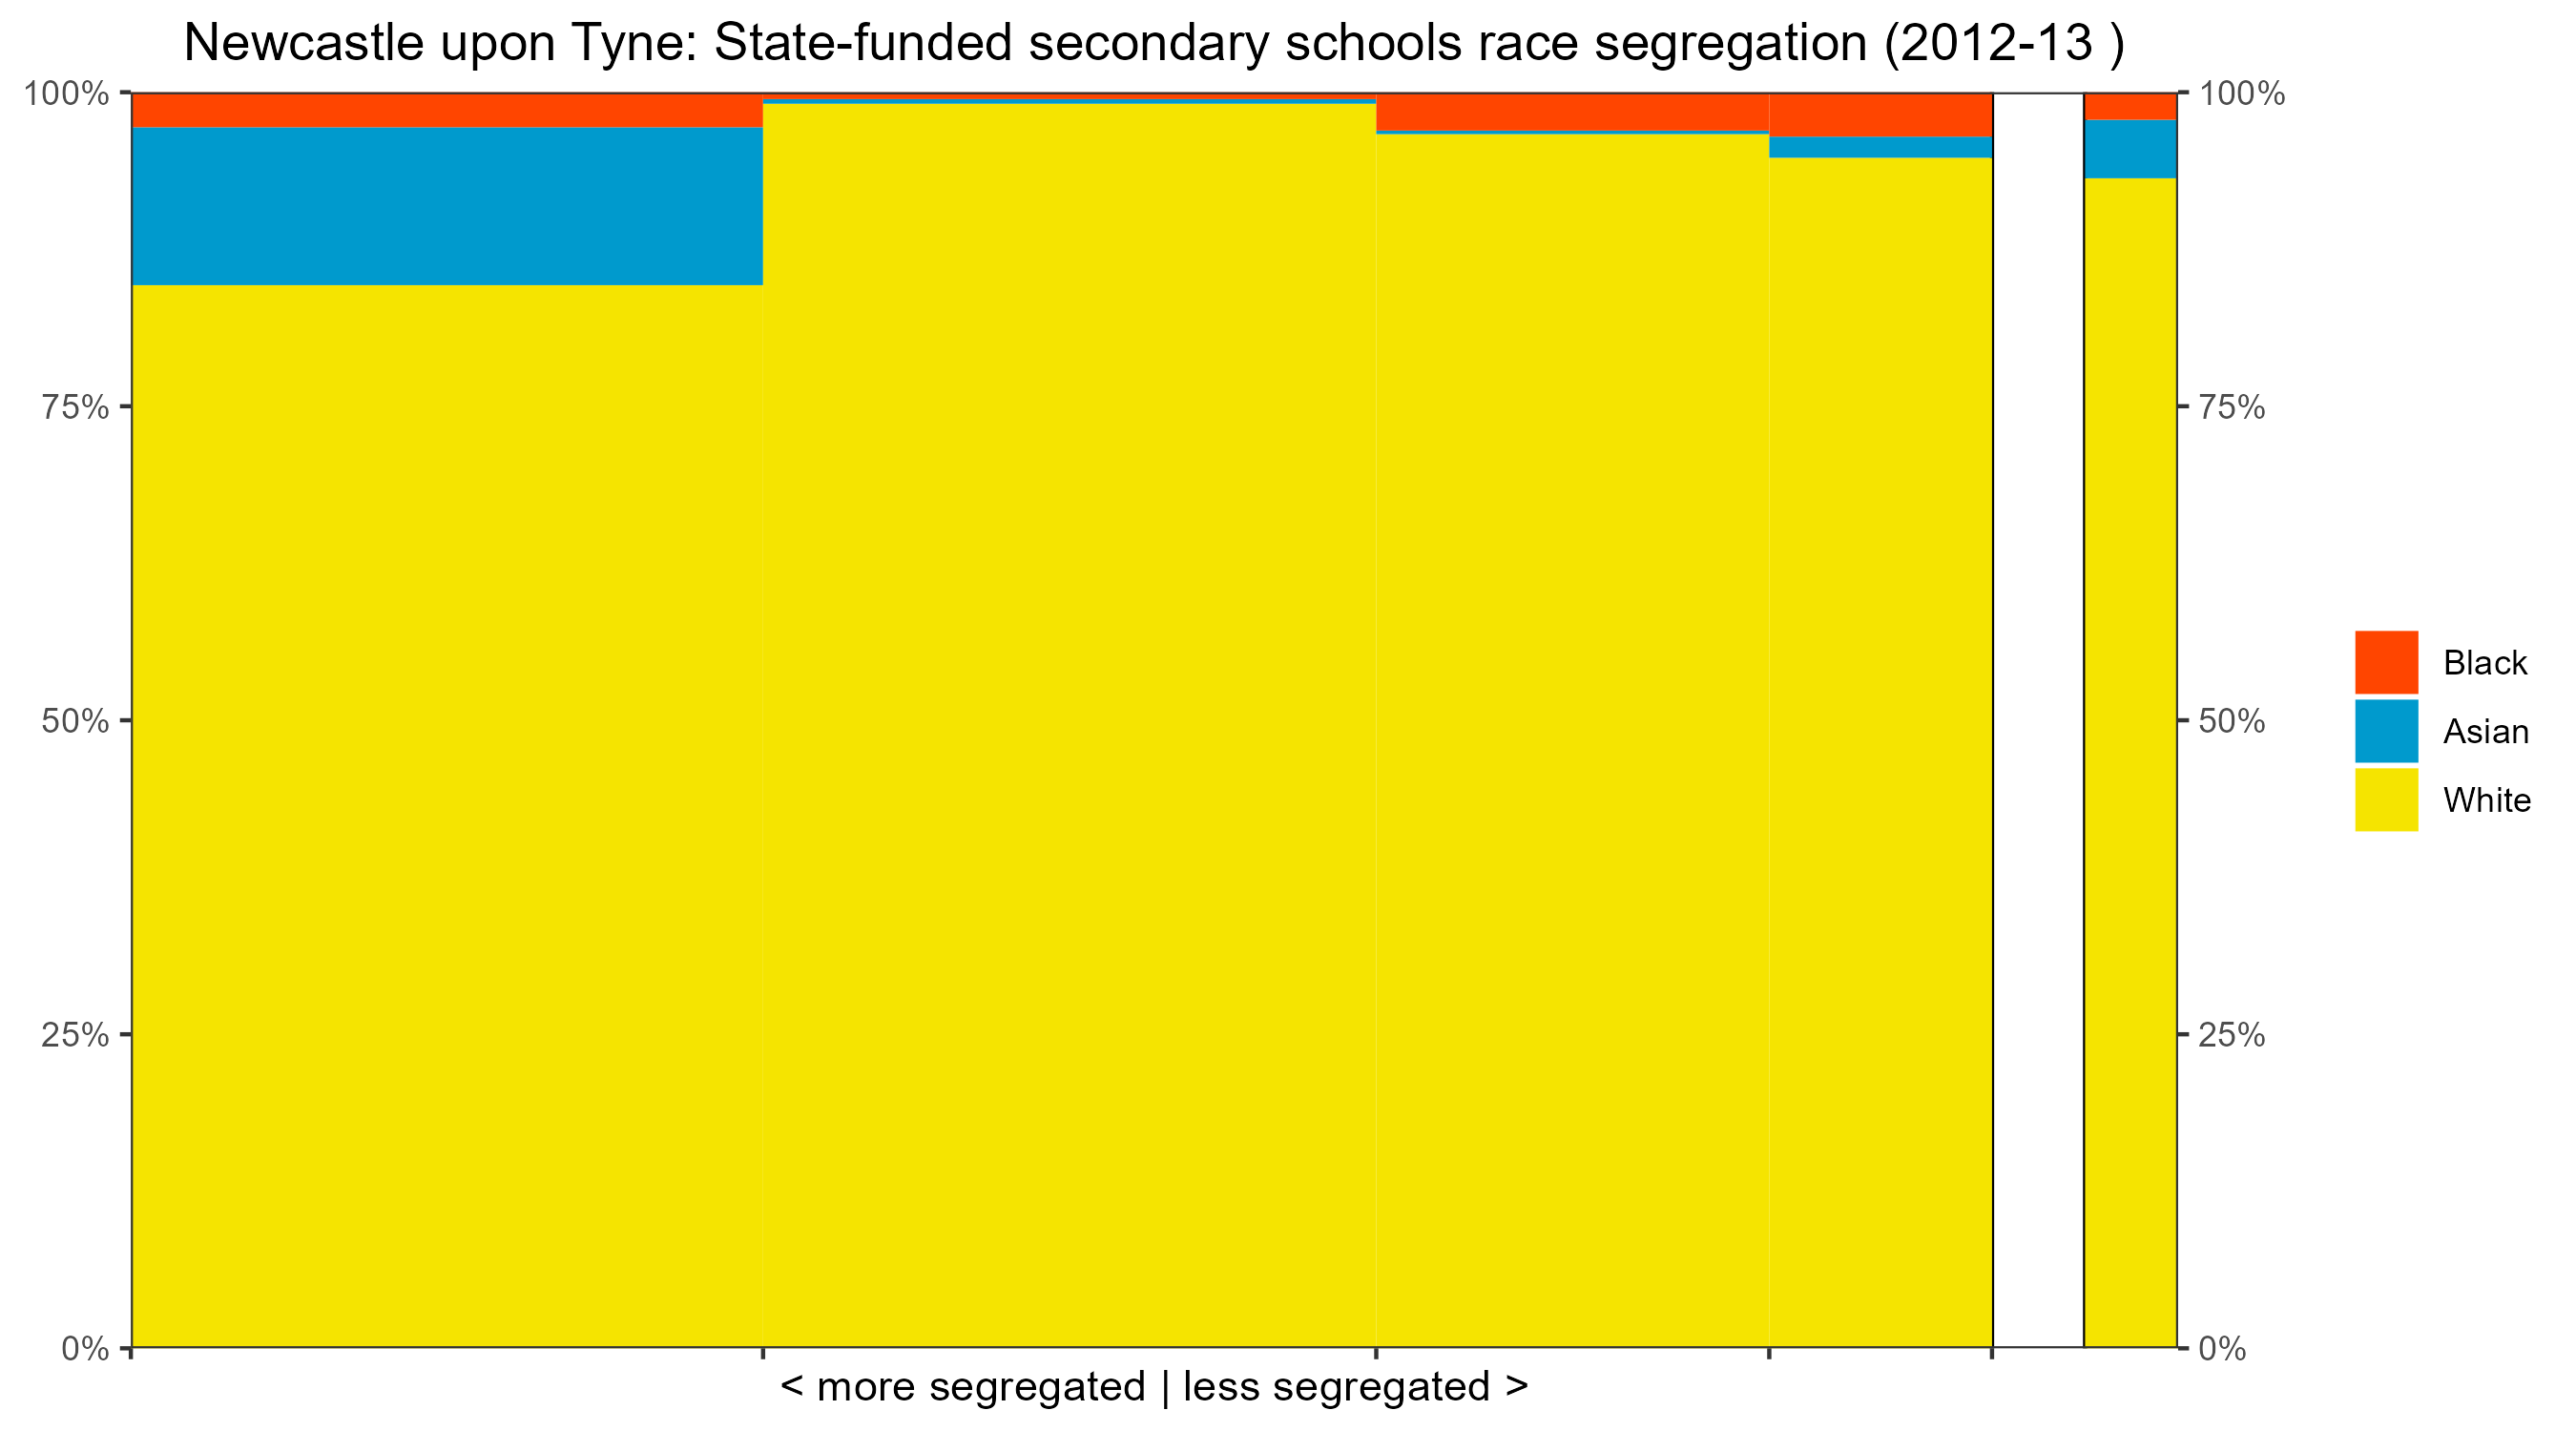 Newcastle upon Tyne: State-funded secondary schools race segregation (2012-13 )
100%
75%
50%
25%
0%
100%
75%
50%
25%
0%
Black
Asian
White
< more segregated | less segregated >